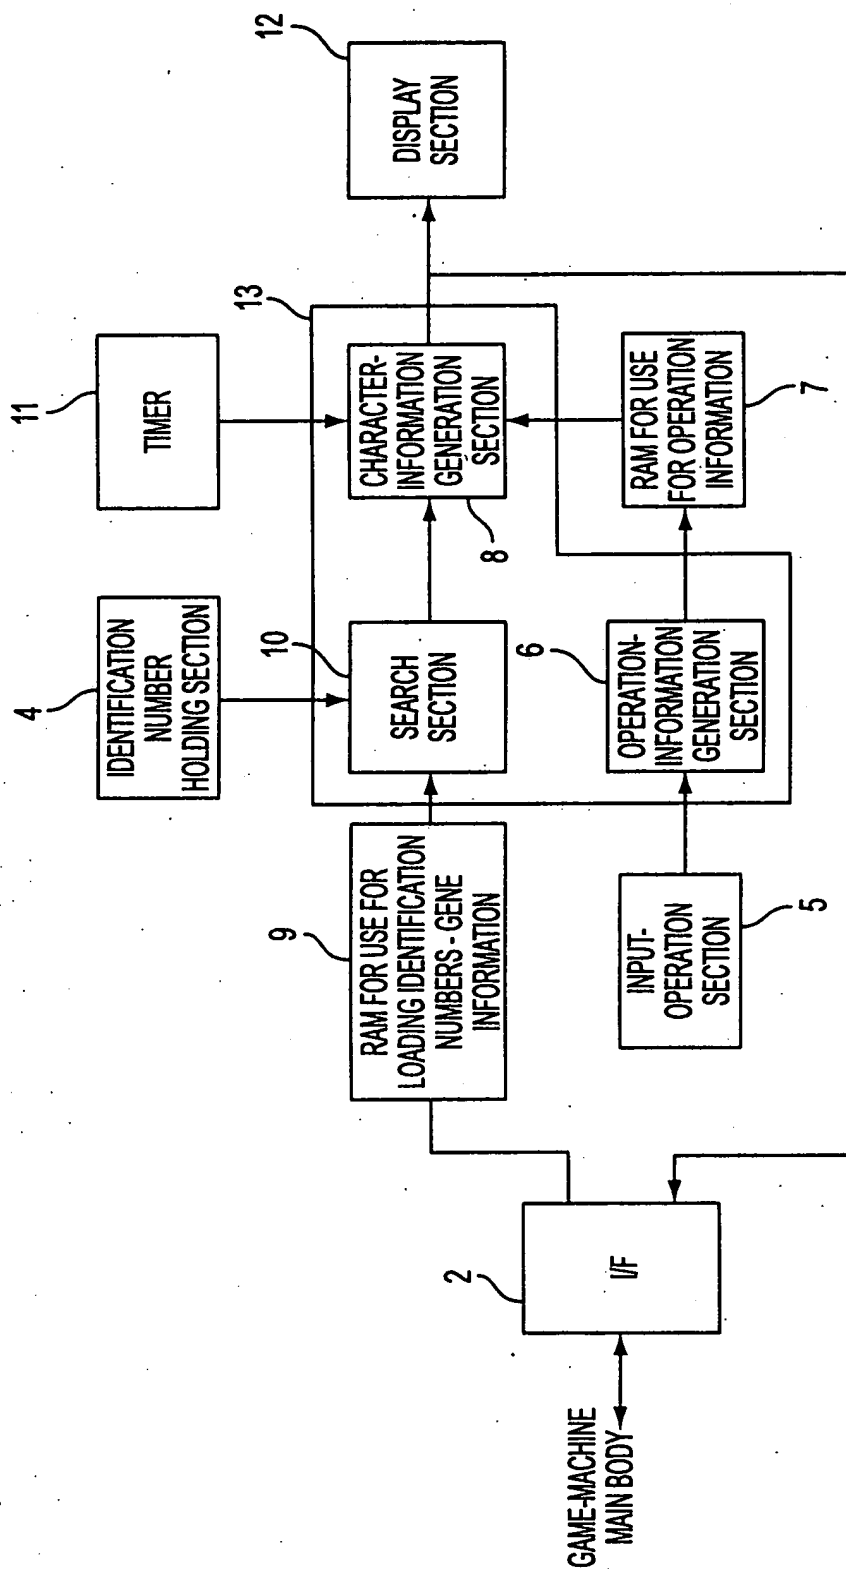 12
DISPLAY
SECTION
13
11
TIMER
CHARACTER-
INFORMATION
GENERATION
SECTION
8
RAM FOR USE
FOR OPERATION
INFORMATION
7
4
IDENTIFICATION
NUMBER
HOLDING SECTION
10
SEARCH
SECTION
6
OPERATION-
INFORMATION
GENERATION
SECTION
9
RAM FOR USE FOR
LOADING IDENTIFICATION
NUMBERS - GENE
INFORMATION
INPUT-
OPERATION
SECTION
5
2
I/F
GAME-MACHINE
MAIN BODY